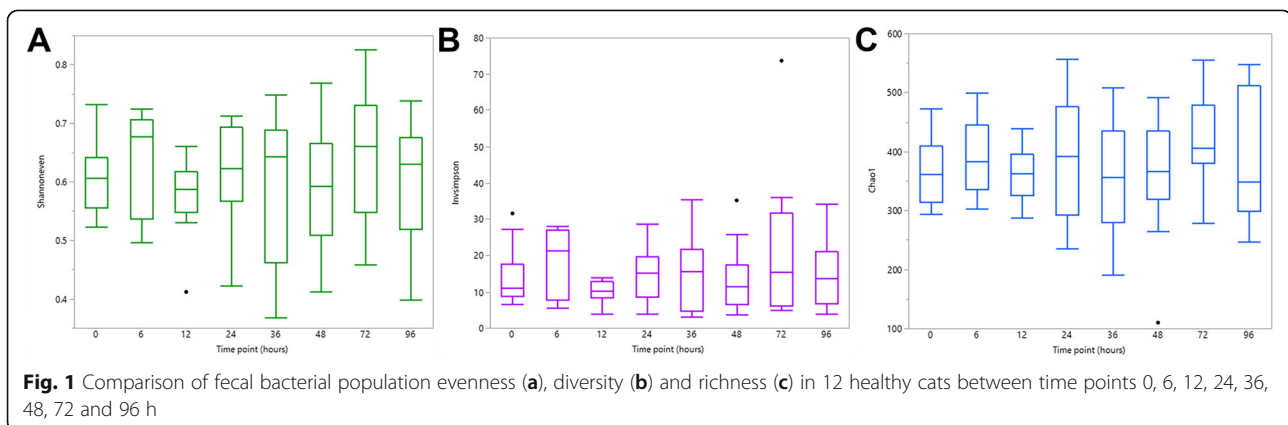 A
0.8
0.7
0.6
0.5
0.4
Shannoneven
0 6 12 24 36 48 72 96
Time point (hours)
B
80
70
60
50
40
30
20
10
0
Invsimpson
0 6 12 24 36 48 72 96
Time point (hours)
C
600
500
400
300
200
100
Chao1
0 6 12 24 36 48 72 96
Time point (hours)
Fig. 1 Comparison of fecal bacterial population evenness (a), diversity (b) and richness (c) in 12 healthy cats between time points 0, 6, 12, 24, 36,
48, 72 and 96 h